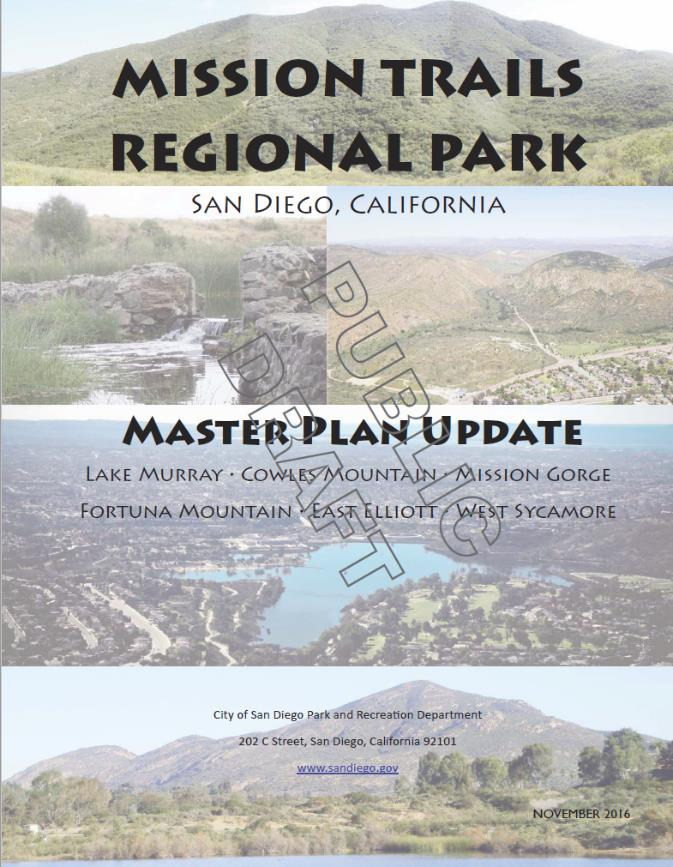 MISSION TRAILS
REGIONAL PARK
SAN DIEGO, CALIFORNIA
PUBLIC
DRAFT
MASTER PLAN UPDATE
LAKE MURRAY · COWLES MOUNTAIN · MISSION GORGE
FORTUNA MOUNTAIN · EAST ELLIOTT · WEST SYCAMORE
City of San Diego Park and Recreation Department
202 C Street, San Diego, California 92101
www.sandiego.gov
NOVEMBER 2016